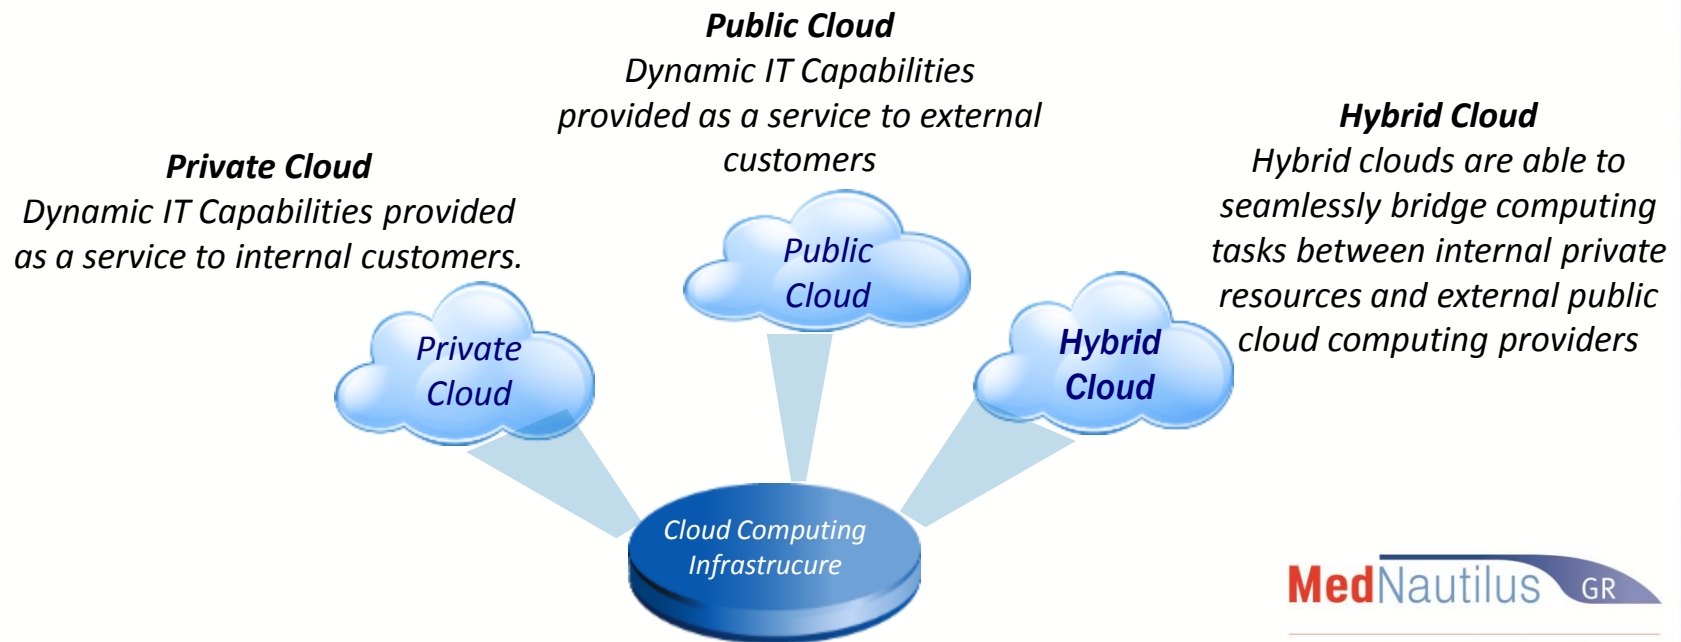 Public Cloud
Dynamic IT Capabilities
provided as a service to external
customers
Private Cloud
Dynamic IT Capabilities provided
as a service to internal customers.
Hybrid Cloud
Hybrid clouds are able to
seamlessly bridge computing
tasks between internal private
resources and external public
cloud computing providers
Private
Cloud
Public
Cloud
Hybrid
Cloud
Cloud Computing
Infrastrucure
MedNautilus GR